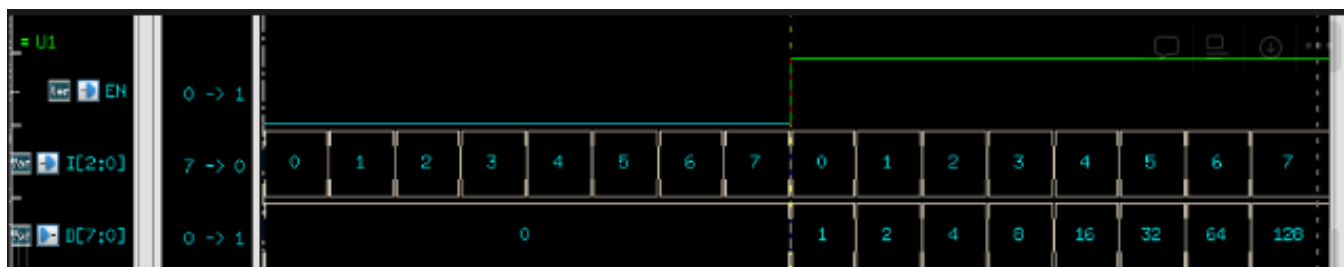 = U1
EN 0 -> 1
I[2:0] 7 -> 0 0 1 2 3 4 5 6 7 0 1 2 3 4 5 6 7
D[7:0] 0 -> 1 0 1 2 4 8 16 32 64 128